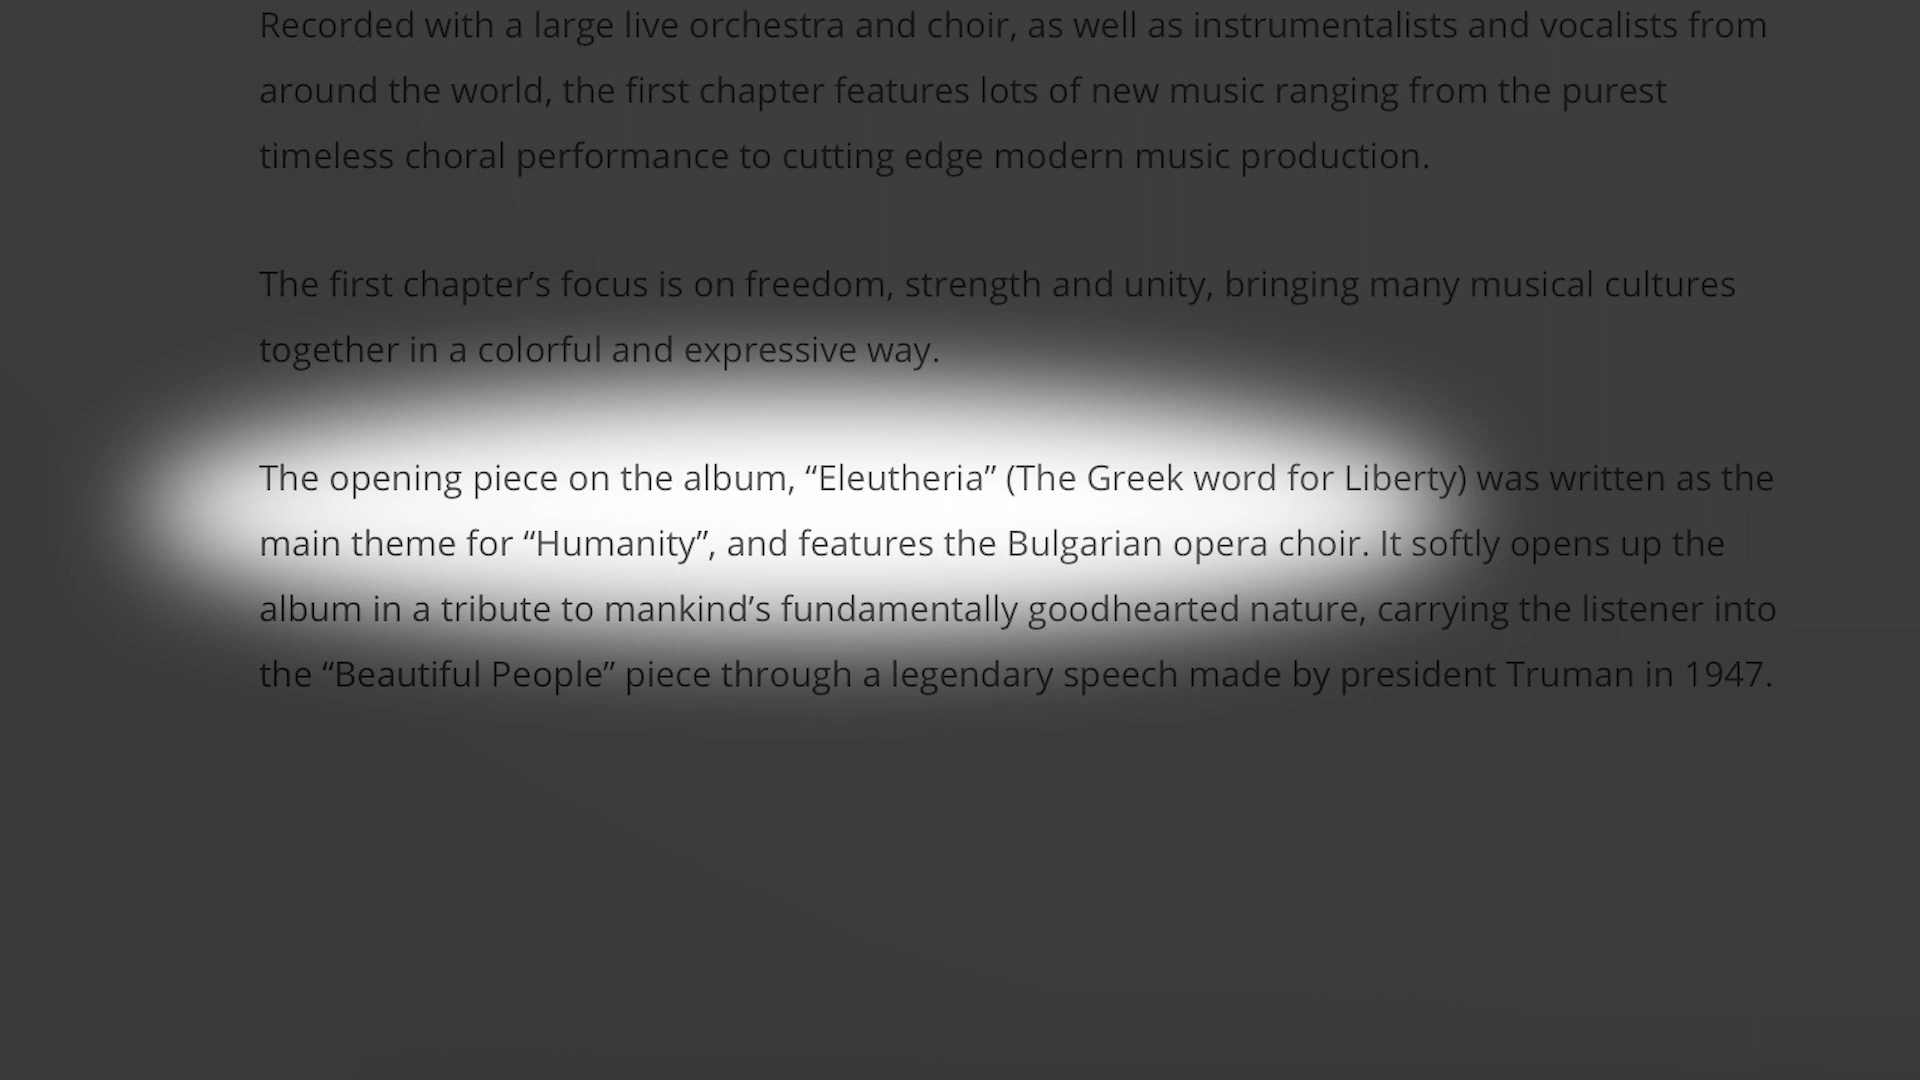 Recorded with a large live orchestra and choir, as well as instrumentalists and vocalists from
around the world, the first chapter features lots of new music ranging from the purest
timeless choral performance to cutting edge modern music production.
The first chapter’s focus is on freedom, strength and unity, bringing many musical cultures
together in a colorful and expressive way.
The opening piece on the album, “Eleutheria” (The Greek word for Liberty) was written as the
main theme for “Humanity”, and features the Bulgarian opera choir. It softly opens up the
album in a tribute to mankind’s fundamentally goodhearted nature, carrying the listener into
the “Beautiful People” piece through a legendary speech made by president Truman in 1947.